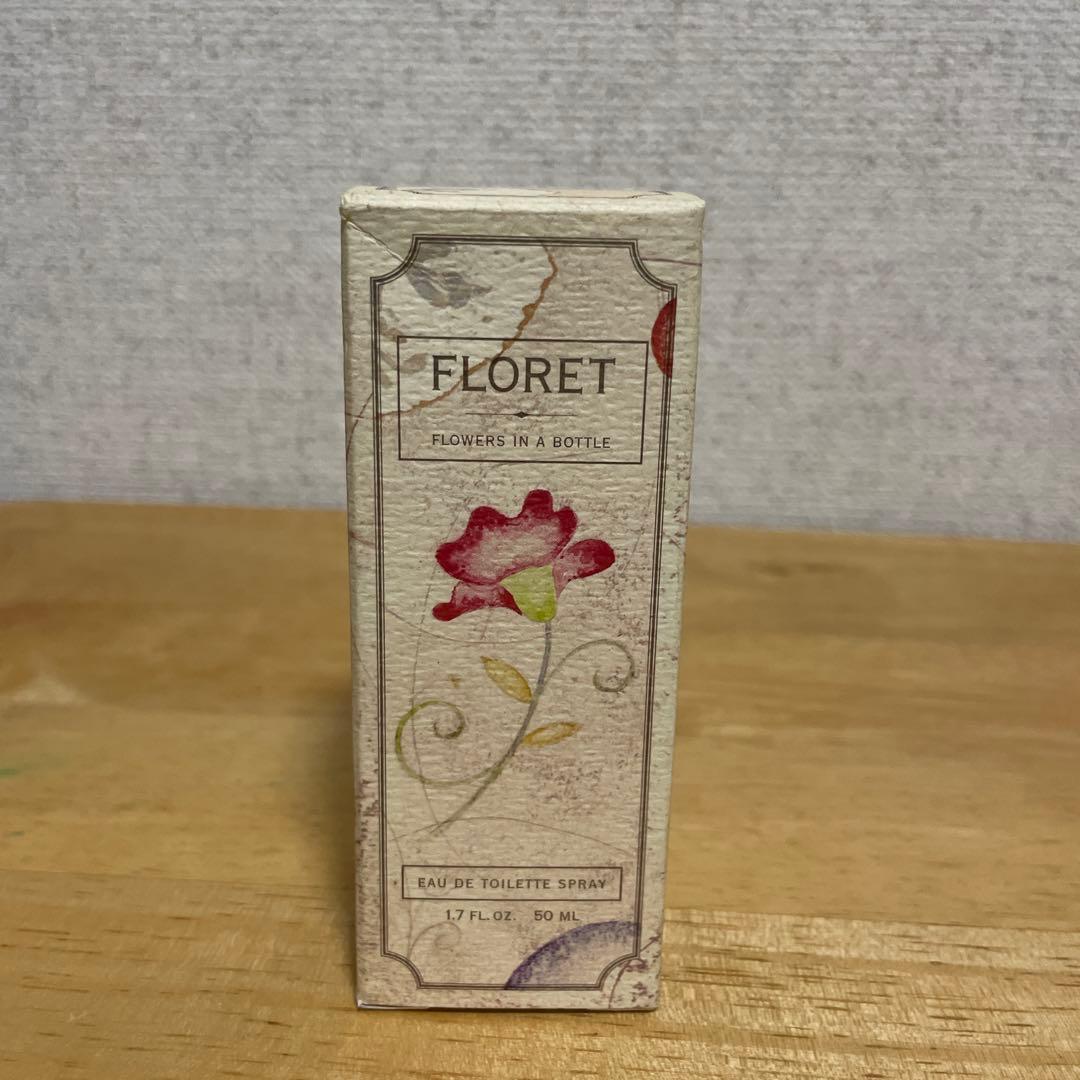 FLORET
FLOWERS IN A BOTTLE
EAU DE TOILETTE SPRAY
1.7 FL. OZ. 50 ML